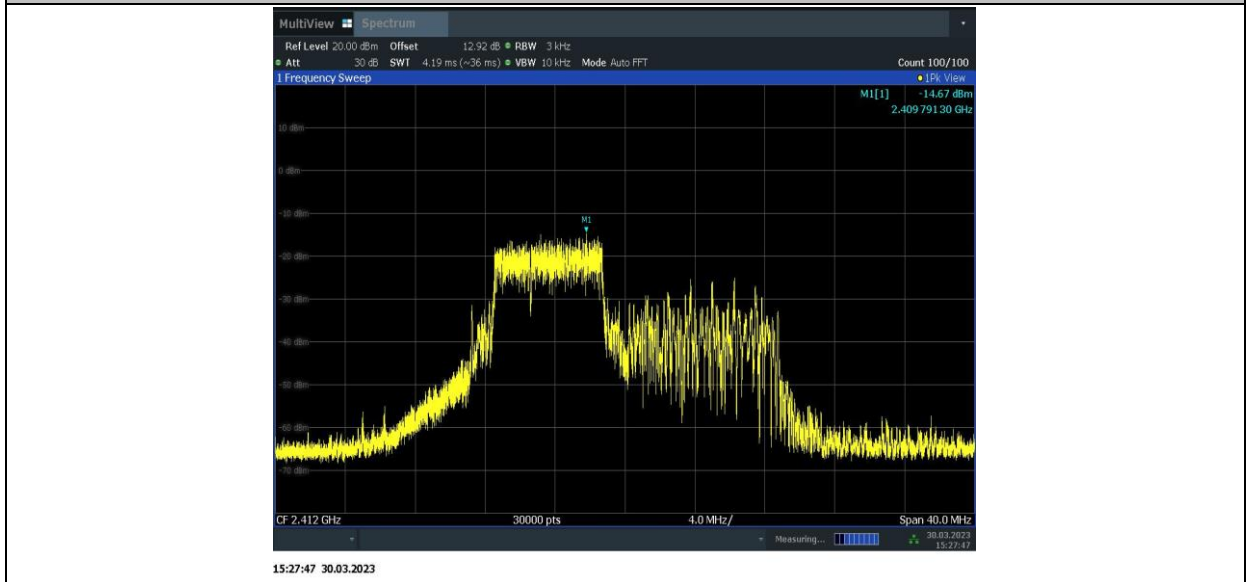 MultiView Spectrum
Ref Level 20.00 dBm Offset 12.92 dB RBW 3 kHz
Att 30 dB SWT 4.19 ms (~36 ms) VBW 10 kHz Mode Auto FFT Count 100/100
1 Frequency Sweep 1Pk View
M1[1] -14.67 dBm
2.40979130 GHz
10 dBm
0 dBm
-10 dBm
M1
-20 dBm
-30 dBm
-40 dBm
-50 dBm
-60 dBm
-70 dBm
CF 2.412 GHz 30000 pts 4.0 MHz/ Span 40.0 MHz
Measuring... 30.03.2023
15:27:47
15:27:47 30.03.2023